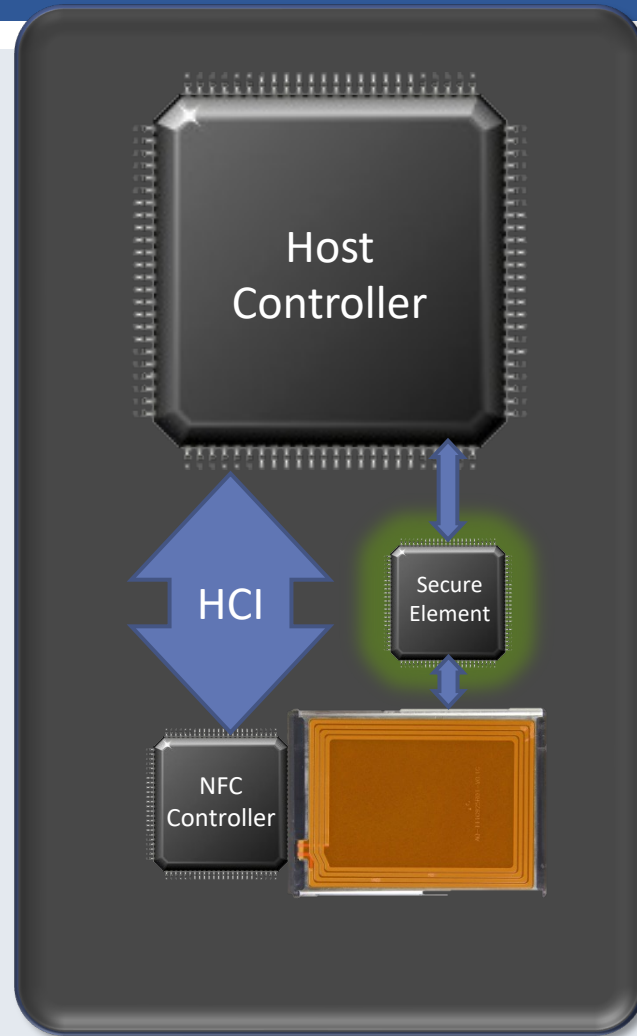 Host
Controller
HCI
Secure
Element
NFC
Controller